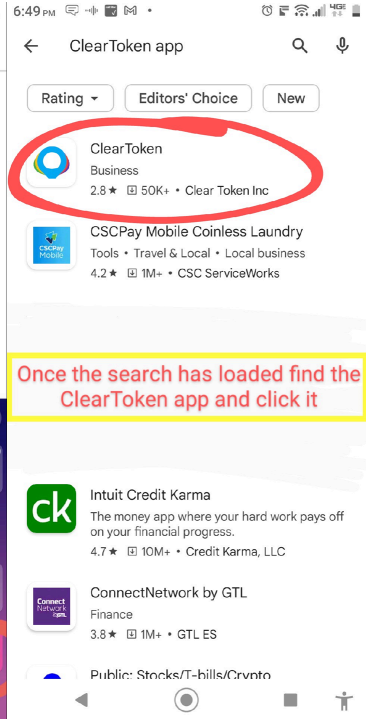 6:49 PM
4GE
ClearToken app
Rating
Editors' Choice
New
ClearToken
Business
2.8★ 50K+ • Clear Token Inc
CSCPay Mobile
CSCPay Mobile Coinless Laundry
Tools • Travel & Local • Local business
4.2★ 1M+ • CSC ServiceWorks
Once the search has loaded find the
ClearToken app and click it
ck
Intuit Credit Karma
The money app where your hard work pays off
on your financial progress.
4.7★ 10M+ • Credit Karma, LLC
Connect
Network
GTL
ConnectNetwork by GTL
Finance
3.8★ 1M+ • GTL ES
Public: Stocks/T-bills/Crypto